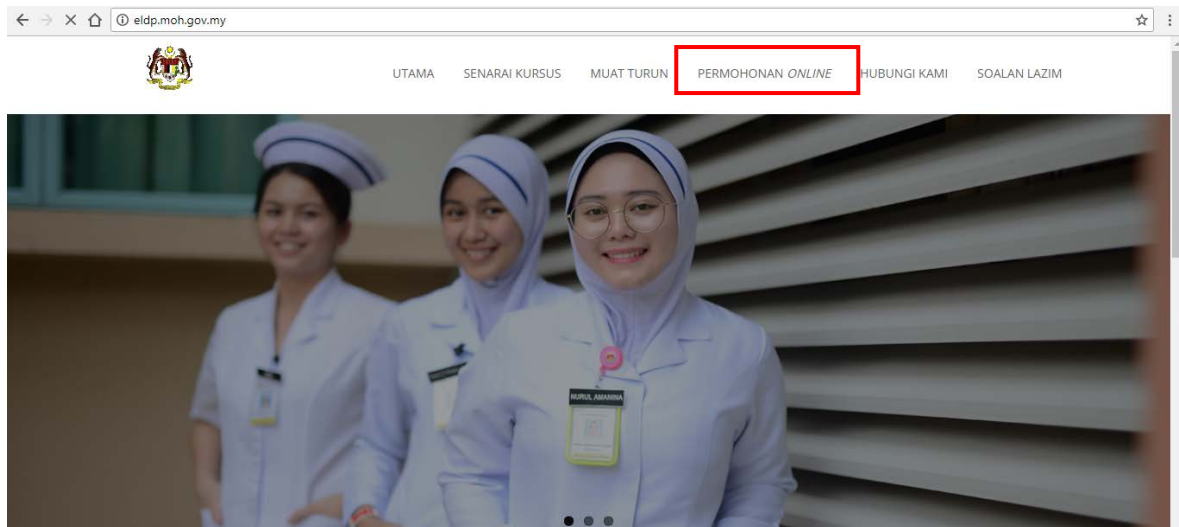 eldp.moh.gov.my
UTAMA SENARAI KURSUS MUAT TURUN PERMOHONAN ONLINE HUBUNGI KAMI SOALAN LAZIM
NURUL AMANINA